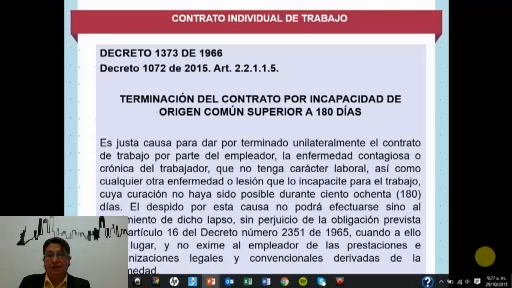 CONTRATO INDIVIDUAL DE TRABAJO
DECRETO 1373 DE 1966
Decreto 1072 de 2015. Art. 2.2.1.1.5.
TERMINACIÓN DEL CONTRATO POR INCAPACIDAD DE
ORIGEN COMÚN SUPERIOR A 180 DÍAS
Es justa causa para dar por terminado unilateralmente el contrato
de trabajo por parte del empleador, la enfermedad contagiosa o
crónica del trabajador, que no tenga carácter laboral, así como
cualquier otra enfermedad o lesión que lo incapacite para el trabajo,
cuya curación no haya sido posible durante ciento ochenta (180)
días. El despido por esta causa no podrá efectuarse sino al
imiento de dicho lapso, sin perjuicio de la obligación prevista
artículo 16 del Decreto número 2351 de 1965, cuando a ello
lugar, y no exime al empleador de las prestaciones e
nizaciones legales y convencionales derivadas de la
medad.
29/10/2015